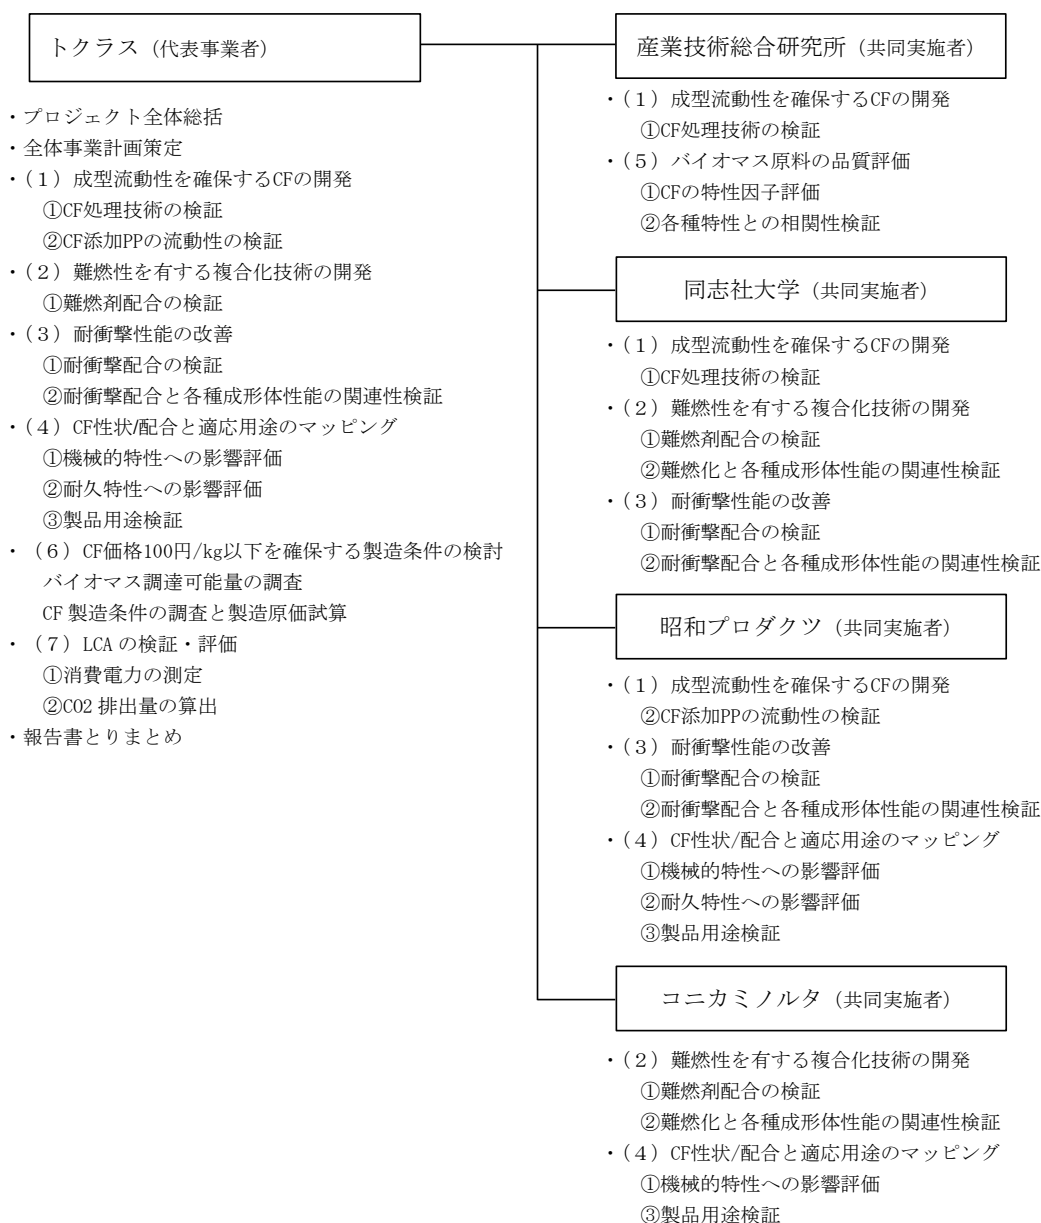 トクラス（代表事業者）
・プロジェクト全体総括
・全体事業計画策定
・(１) 成型流動性を確保するCFの開発
①CF処理技術の検証
②CF添加PPの流動性の検証
・(２) 難燃性を有する複合化技術の開発
①難燃剤配合の検証
・(３) 耐衝撃性能の改善
①耐衝撃配合の検証
②耐衝撃配合と各種成形体性能の関連性検証
・(４) CF性状/配合と適応用途のマッピング
①機械的特性への影響評価
②耐久特性への影響評価
③製品用途検証
・（６）CF価格100円/kg以下を確保する製造条件の検討
バイオマス調達可能量の調査
CF 製造条件の調査と製造原価試算
・（７）LCA の検証・評価
①消費電力の測定
②CO2 排出量の算出
・報告書とりまとめ
産業技術総合研究所（共同実施者）
・(１) 成型流動性を確保するCFの開発
①CF処理技術の検証
・(５) バイオマス原料の品質評価
①CFの特性因子評価
②各種特性との相関性検証
同志社大学（共同実施者）
・(１) 成型流動性を確保するCFの開発
①CF処理技術の検証
・(２) 難燃性を有する複合化技術の開発
①難燃剤配合の検証
②難燃化と各種成形体性能の関連性検証
・(３) 耐衝撃性能の改善
①耐衝撃配合の検証
②耐衝撃配合と各種成形体性能の関連性検証
昭和プロダクツ（共同実施者）
・(１) 成型流動性を確保するCFの開発
②CF添加PPの流動性の検証
・(３) 耐衝撃性能の改善
①耐衝撃配合の検証
②耐衝撃配合と各種成形体性能の関連性検証
・(４) CF性状/配合と適応用途のマッピング
①機械的特性への影響評価
②耐久特性への影響評価
③製品用途検証
コニカミノルタ（共同実施者）
・(２) 難燃性を有する複合化技術の開発
①難燃剤配合の検証
②難燃化と各種成形体性能の関連性検証
・(４) CF性状/配合と適応用途のマッピング
①機械的特性への影響評価
③製品用途検証